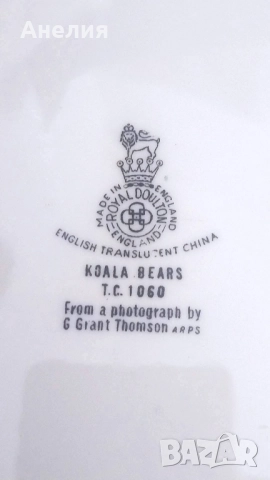 Анелия
MADE IN ENGLAND
ROYAL DOULTON
ENGLAND
ENGLISH TRANSLUCENT CHINA
KOALA BEARS
T.C. 1060
From a photograph by
G Grant Thomson ARPS
BAZAR